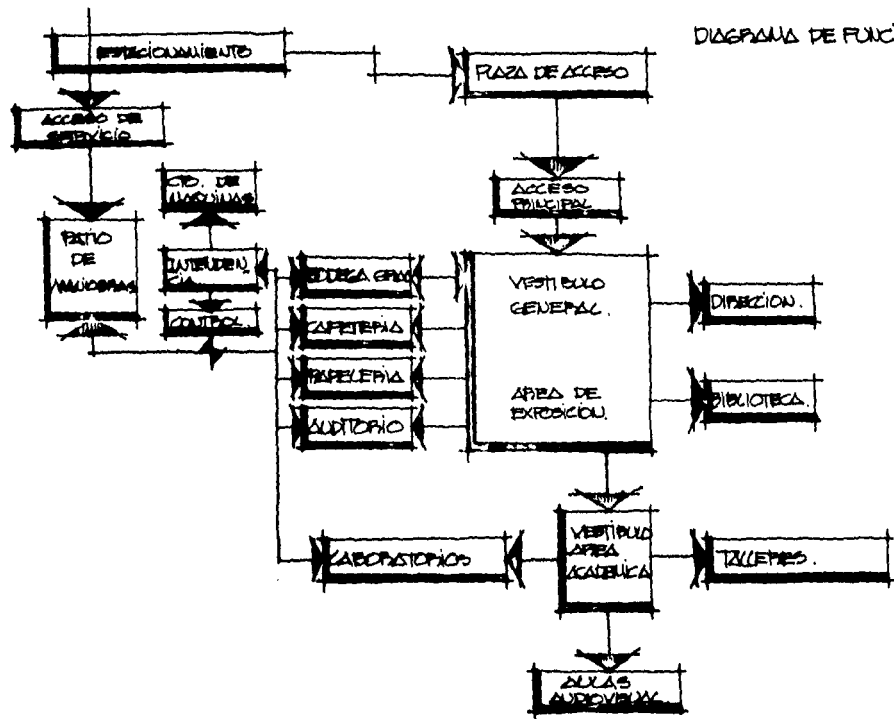 DIAGRAMA DE FUNC
ESTACIONAMIENTO
PLAZA DE ACCESO
ACCESO DE
SERVICIO
CTO. DE
MAQUINAS
ACCESO
PRINCIPAL
PATIO
DE
MANIOBRAS
INTENDEN
CIA
CONTROL.
BODEGA GRAL
CAFETERIA
PAPELERIA
AUDITORIO
VESTIBULO
GENERAL.
AREA DE
EXPOSICION.
DIRECCION.
BIBLIOTECA.
LABORATORIOS
VESTIBULO
AREA
ACADEMICA
TALLERES.
AULAS
AUDIOVISUAL